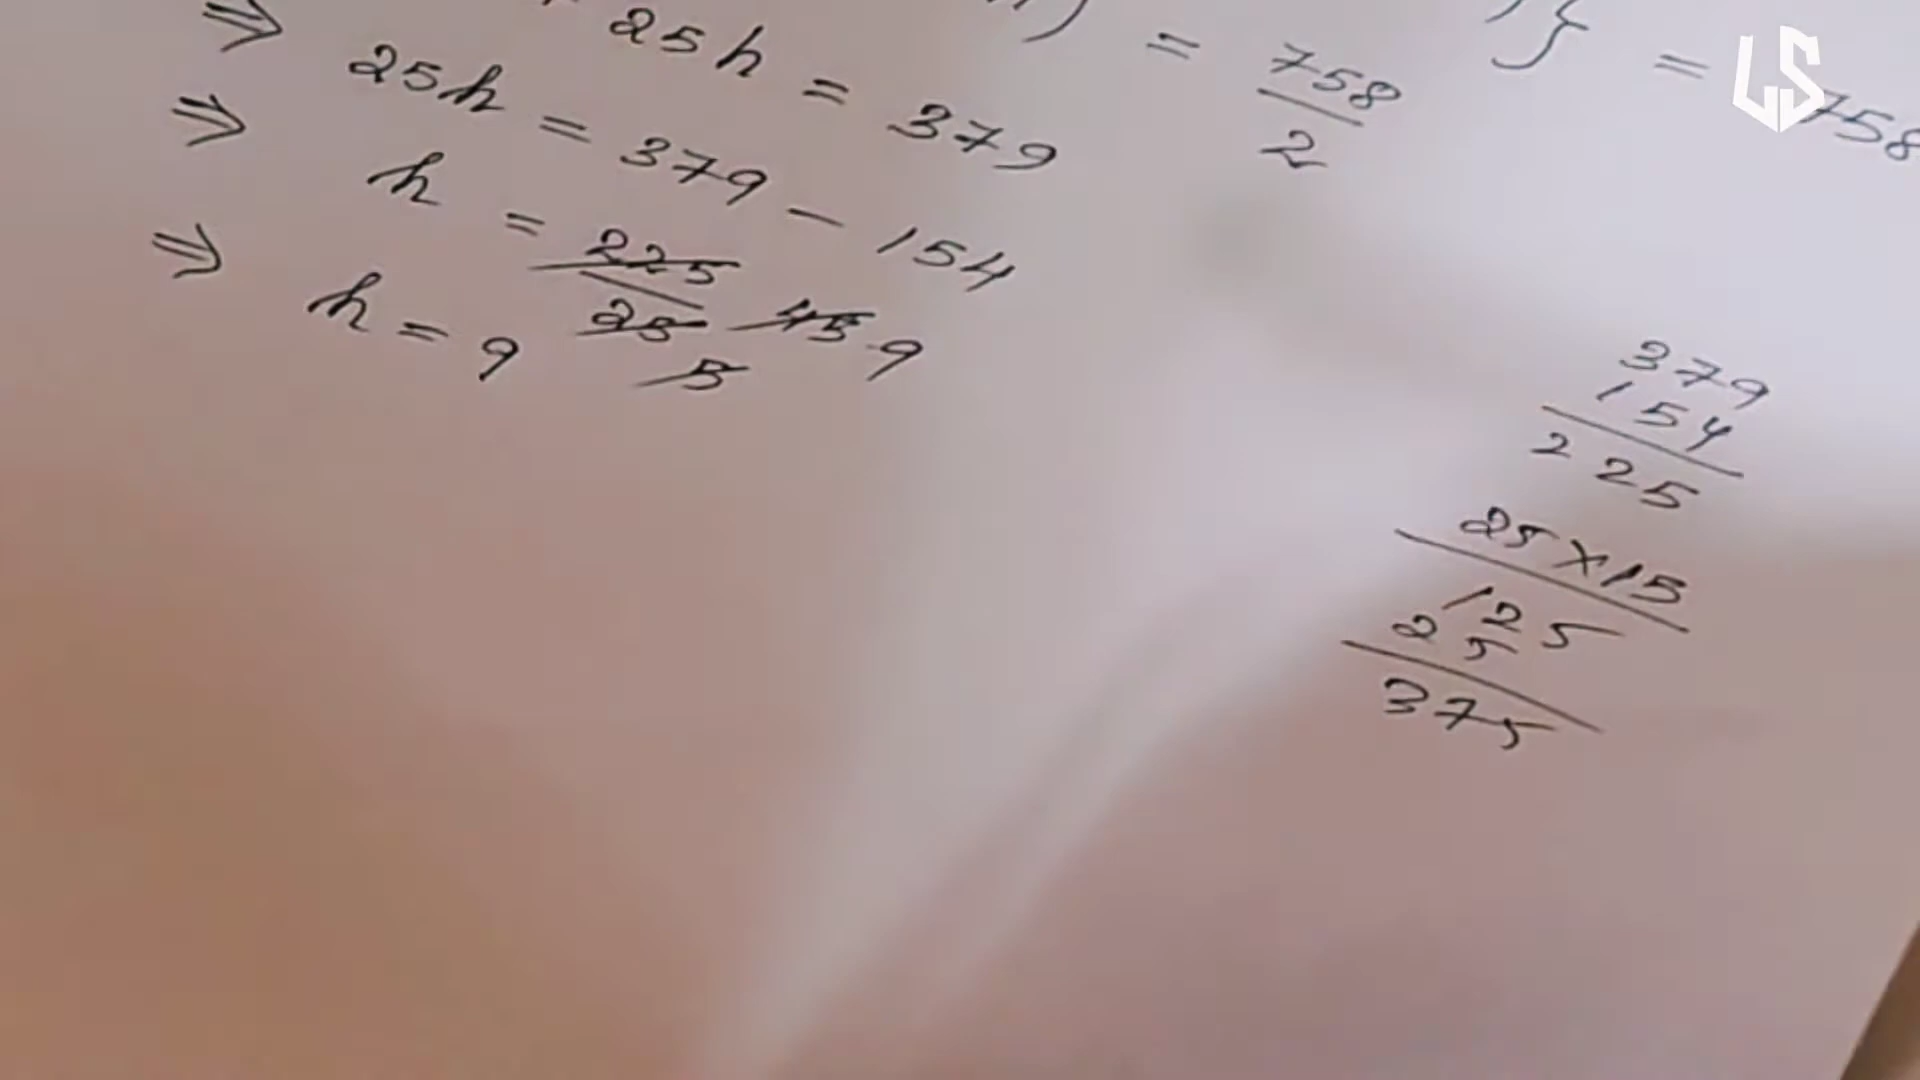 } = 758
) = 758/2
⇒ 25h = 379
⇒ 25h = 379 - 154
h = 225/25 45 9
5
⇒ h = 9
379
154
225
25×15
125
25
375
LS